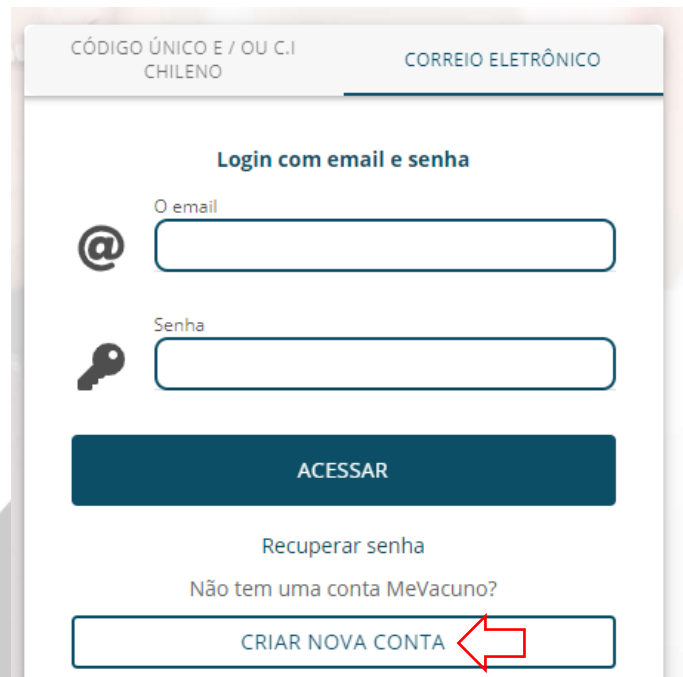 CÓDIGO ÚNICO E / OU C.I
CHILENO
CORREIO ELETRÔNICO
Login com email e senha
O email
@
Senha
ACESSAR
Recuperar senha
Não tem uma conta MeVacuno?
CRIAR NOVA CONTA